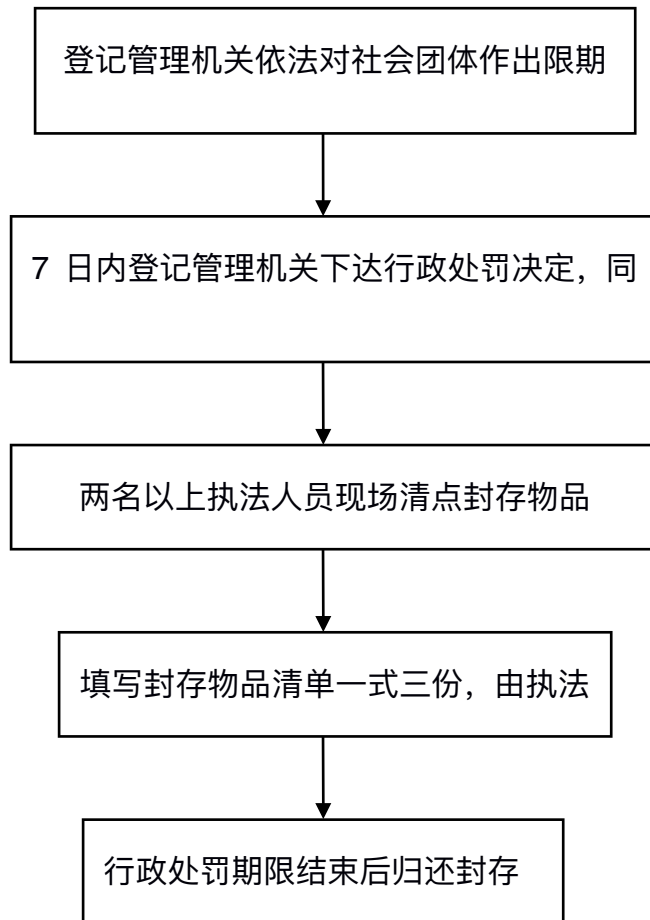 登记管理机关依法对社会团体作出限期
7 日内登记管理机关下达行政处罚决定，同
两名以上执法人员现场清点封存物品
填写封存物品清单一式三份，由执法
行政处罚期限结束后归还封存